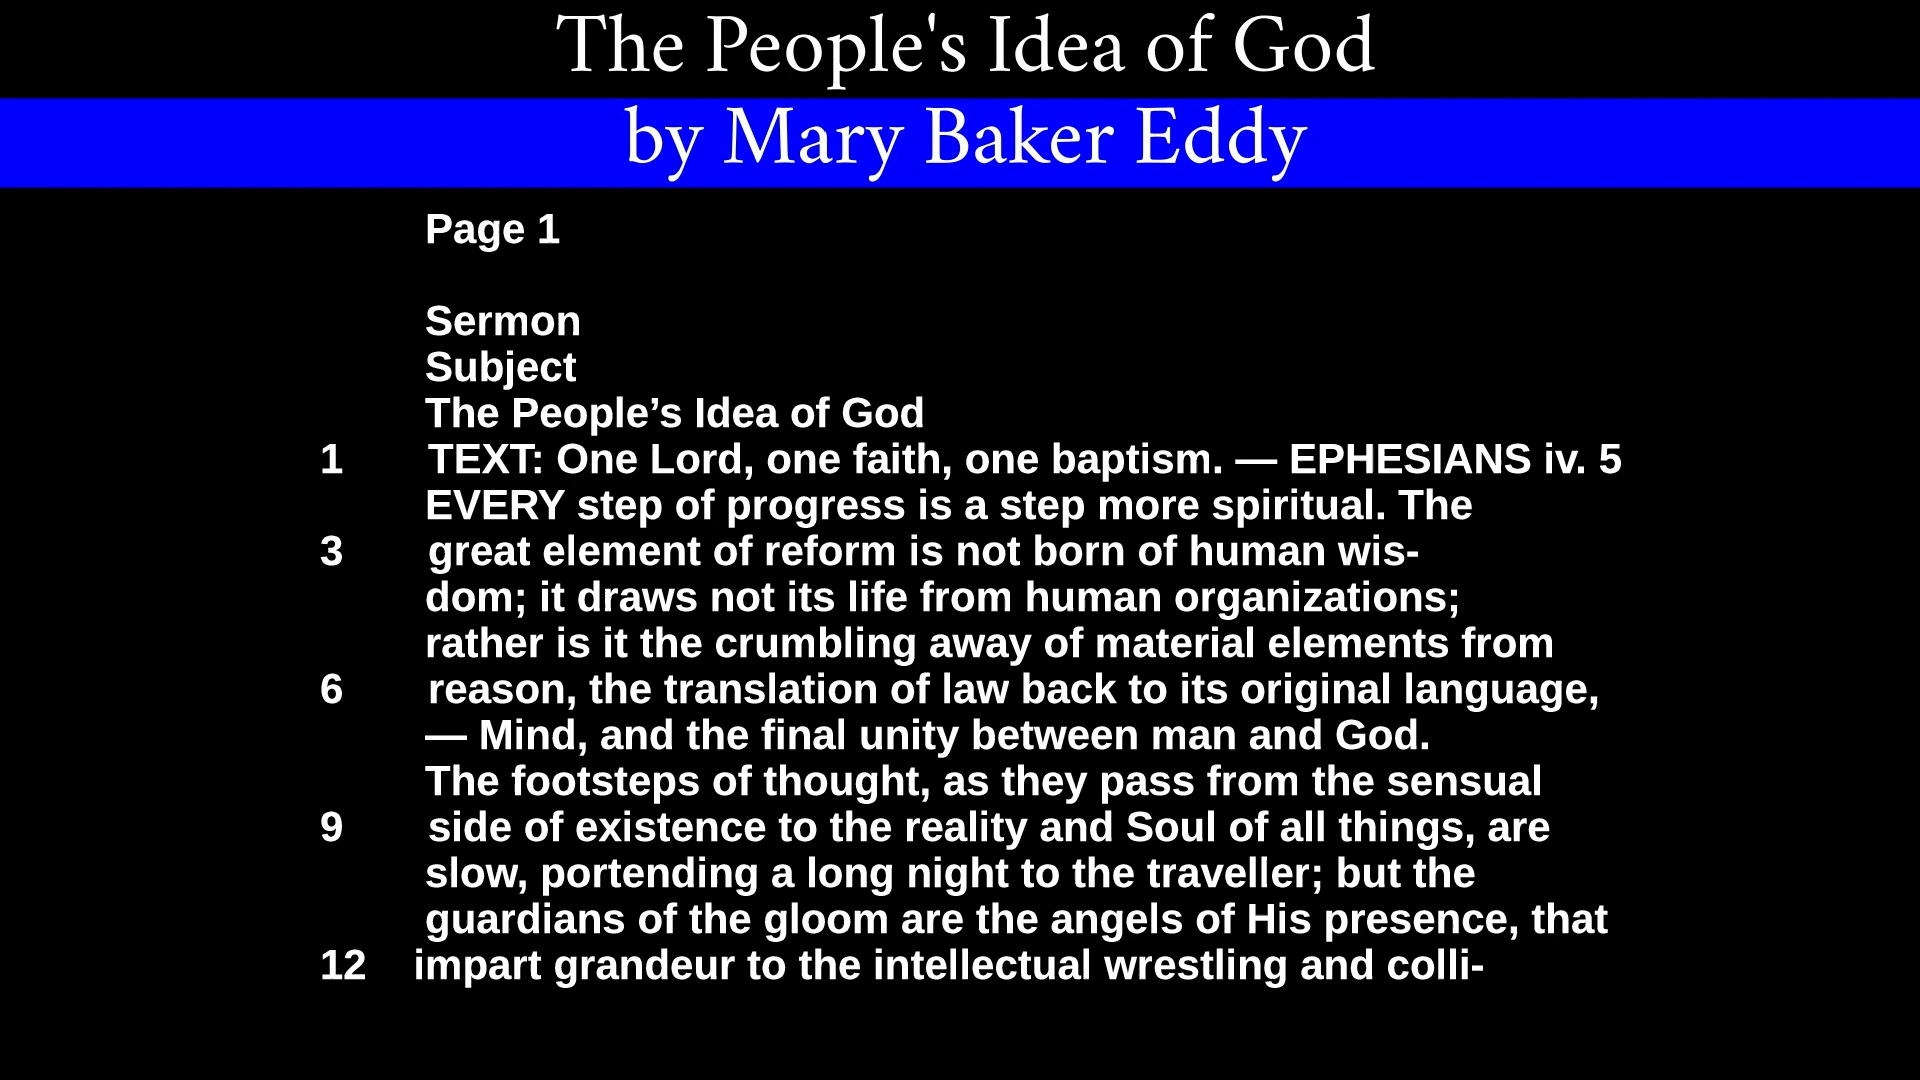 The People's Idea of God
by Mary Baker Eddy
Page 1
Sermon
Subject
The People’s Idea of God
1 TEXT: One Lord, one faith, one baptism. — EPHESIANS iv. 5
EVERY step of progress is a step more spiritual. The
3 great element of reform is not born of human wis-
dom; it draws not its life from human organizations;
rather is it the crumbling away of material elements from
6 reason, the translation of law back to its original language,
— Mind, and the final unity between man and God.
The footsteps of thought, as they pass from the sensual
9 side of existence to the reality and Soul of all things, are
slow, portending a long night to the traveller; but the
guardians of the gloom are the angels of His presence, that
12 impart grandeur to the intellectual wrestling and colli-